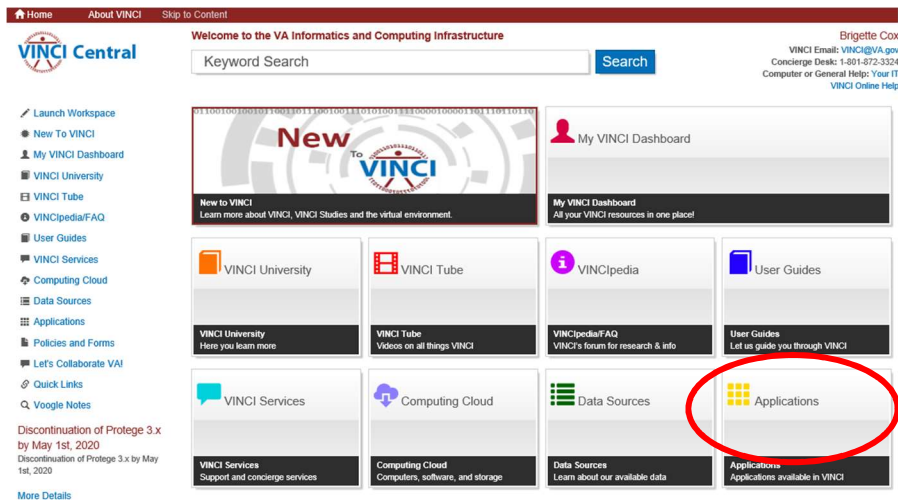 Home About VINCI Skip to Content
VINCI Central
Welcome to the VA Informatics and Computing Infrastructure
Keyword Search Search
Brigette Cox
VINCI Email: VINCI@VA.gov
Concierge Desk: 1-801-872-3324
Computer or General Help: Your IT
VINCI Online Help
Launch Workspace
New To VINCI
My VINCI Dashboard
VINCI University
VINCI Tube
VINCIpedia/FAQ
User Guides
VINCI Services
Computing Cloud
Data Sources
Applications
Policies and Forms
Let's Collaborate VA!
Quick Links
Voogle Notes
Discontinuation of Protege 3.x
by May 1st, 2020
Discontinuation of Protege 3.x by May
1st, 2020
More Details
New To VINCI
New to VINCI
Learn more about VINCI, VINCI Studies and the virtual environment.
My VINCI Dashboard
My VINCI Dashboard
All your VINCI resources in one place!
VINCI University
VINCI University
Here you learn more
VINCI Tube
VINCI Tube
Videos on all things VINCI
VINCIpedia
VINCIpedia/FAQ
VINCI's forum for research & info
User Guides
User Guides
Let us guide you through VINCI
VINCI Services
VINCI Services
Support and concierge services
Computing Cloud
Computing Cloud
Computers, software, and storage
Data Sources
Data Sources
Learn about our available data
Applications
Applications
Applications available in VINCI